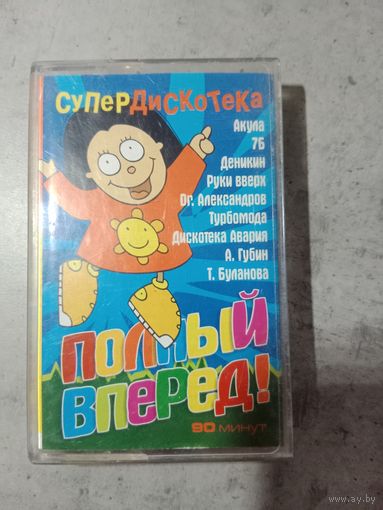 СУПЕРДИСКОТЕКА
Акула
7Б
Деникин
Руки вверх
Ог. Александров
Турбомода
Дискотека Авария
А. Губин
Т. Буланова
ПОЛНЫЙ
ВПЕРЕД!
90 минут
www.ay.by